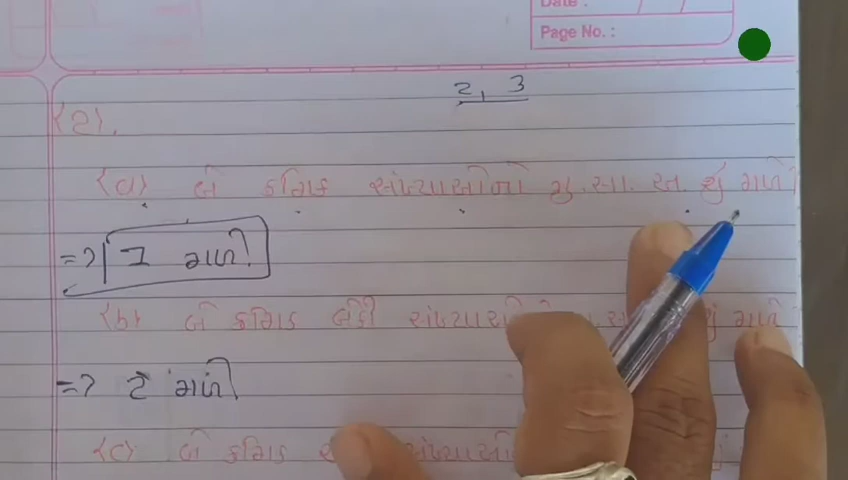 Date : / /
Page No. :
2, 3
(2).
(a) બે ક્રમિક સંખ્યાઓનો ગુ.સા.અ. શું મળે?
=> 1 મળે.
(b) બે ક્રમિક બેકી
=> 2 મળે.
(c) બે ક્રમિક